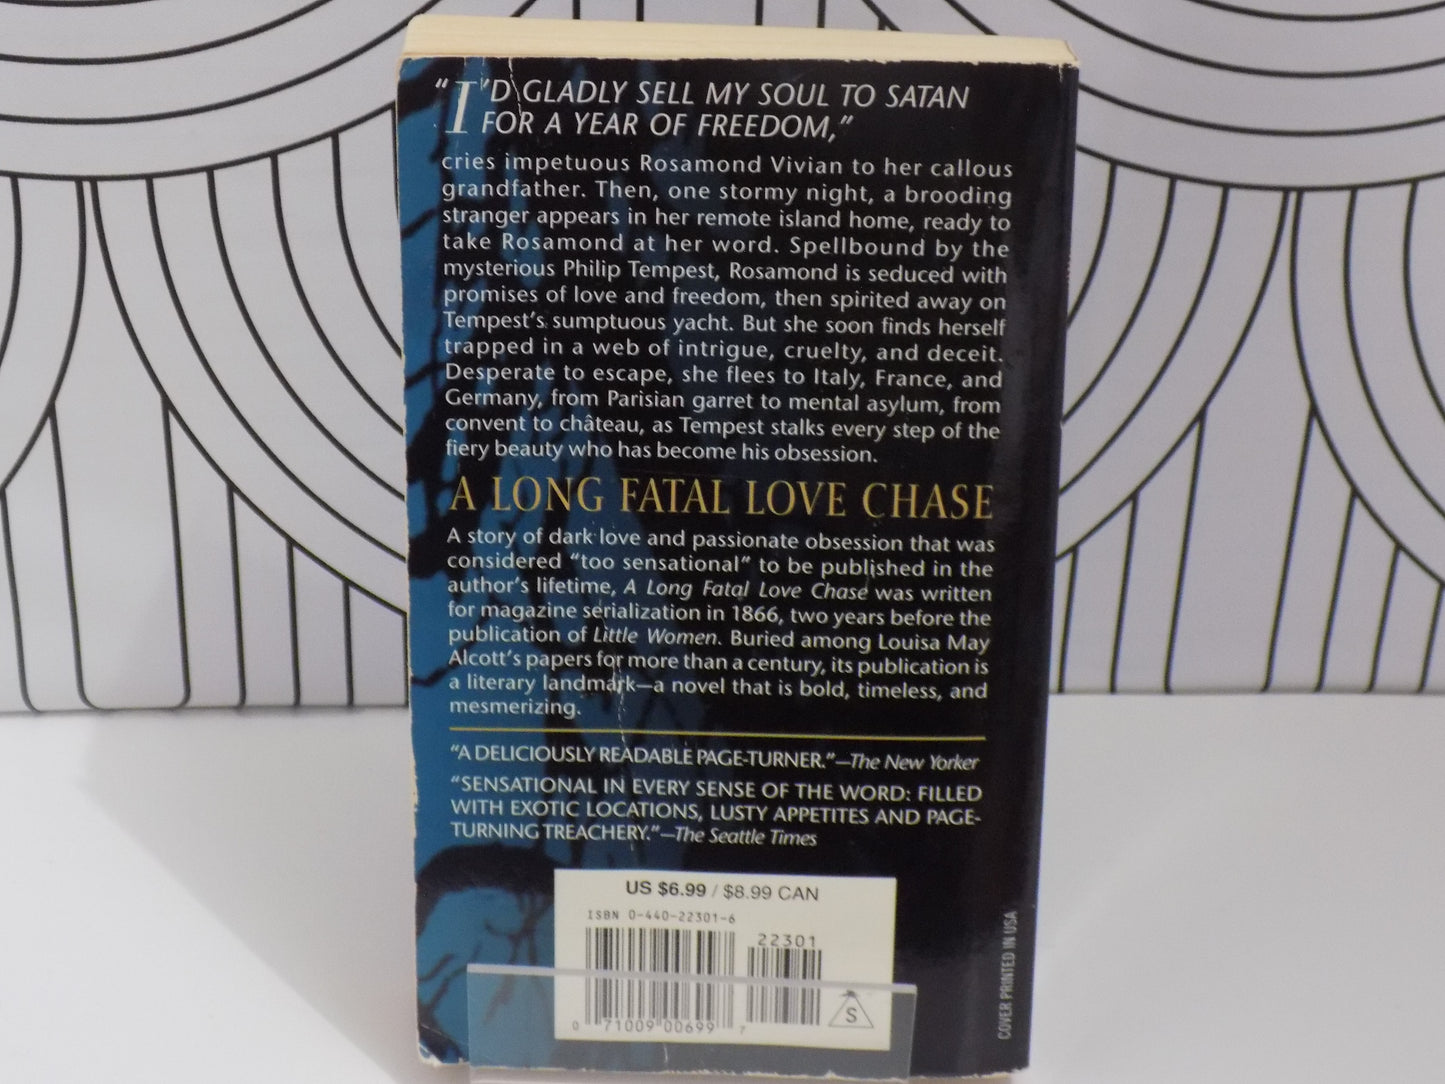 "I'D GLADLY SELL MY SOUL TO SATAN
FOR A YEAR OF FREEDOM,"
cries impetuous Rosamond Vivian to her callous
grandfather. Then, one stormy night, a brooding
stranger appears in her remote island home, ready to
take Rosamond at her word. Spellbound by the
mysterious Philip Tempest, Rosamond is seduced with
promises of love and freedom, then spirited away on
Tempest's sumptuous yacht. But she soon finds herself
trapped in a web of intrigue, cruelty, and deceit.
Desperate to escape, she flees to Italy, France, and
Germany, from Parisian garret to mental asylum, from
convent to château, as Tempest stalks every step of the
fiery beauty who has become his obsession.
A LONG FATAL LOVE CHASE
A story of dark love and passionate obsession that was
considered "too sensational" to be published in the
author's lifetime, A Long Fatal Love Chase was written
for magazine serialization in 1866, two years before the
publication of Little Women. Buried among Louisa May
Alcott's papers for more than a century, its publication is
a literary landmark—a novel that is bold, timeless, and
mesmerizing.
"A DELICIOUSLY READABLE PAGE-TURNER."—The New Yorker
"SENSATIONAL IN EVERY SENSE OF THE WORD: FILLED
WITH EXOTIC LOCATIONS, LUSTY APPETITES AND PAGE-
TURNING TREACHERY."—The Seattle Times
US $6.99 / $8.99 CAN
ISBN 0-440-22301-6
22301
0 71009 00699 7
S
COVER PRINTED IN USA